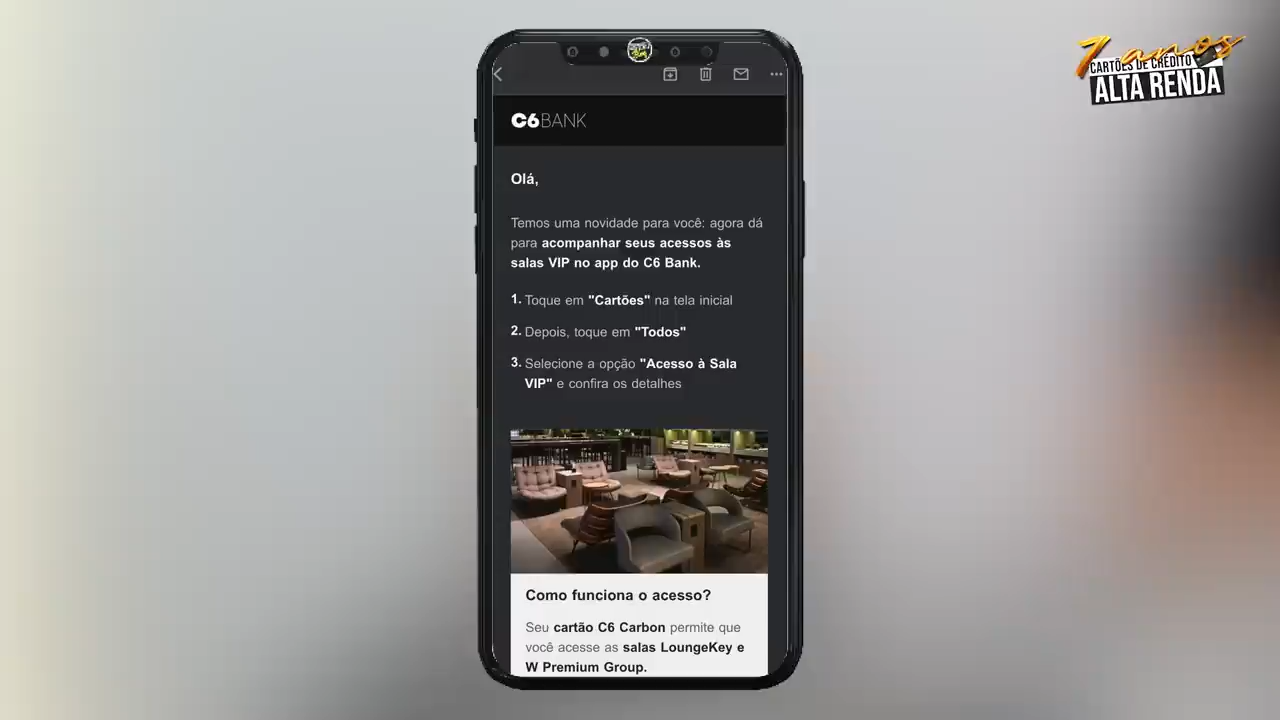 7 anos
CARTÕES DE CRÉDITO
ALTA RENDA
C6BANK
Olá,
Temos uma novidade para você: agora dá
para acompanhar seus acessos às
salas VIP no app do C6 Bank.
1. Toque em "Cartões" na tela inicial
2. Depois, toque em "Todos"
3. Selecione a opção "Acesso à Sala
VIP" e confira os detalhes
Como funciona o acesso?
Seu cartão C6 Carbon permite que
você acesse as salas LoungeKey e
W Premium Group.